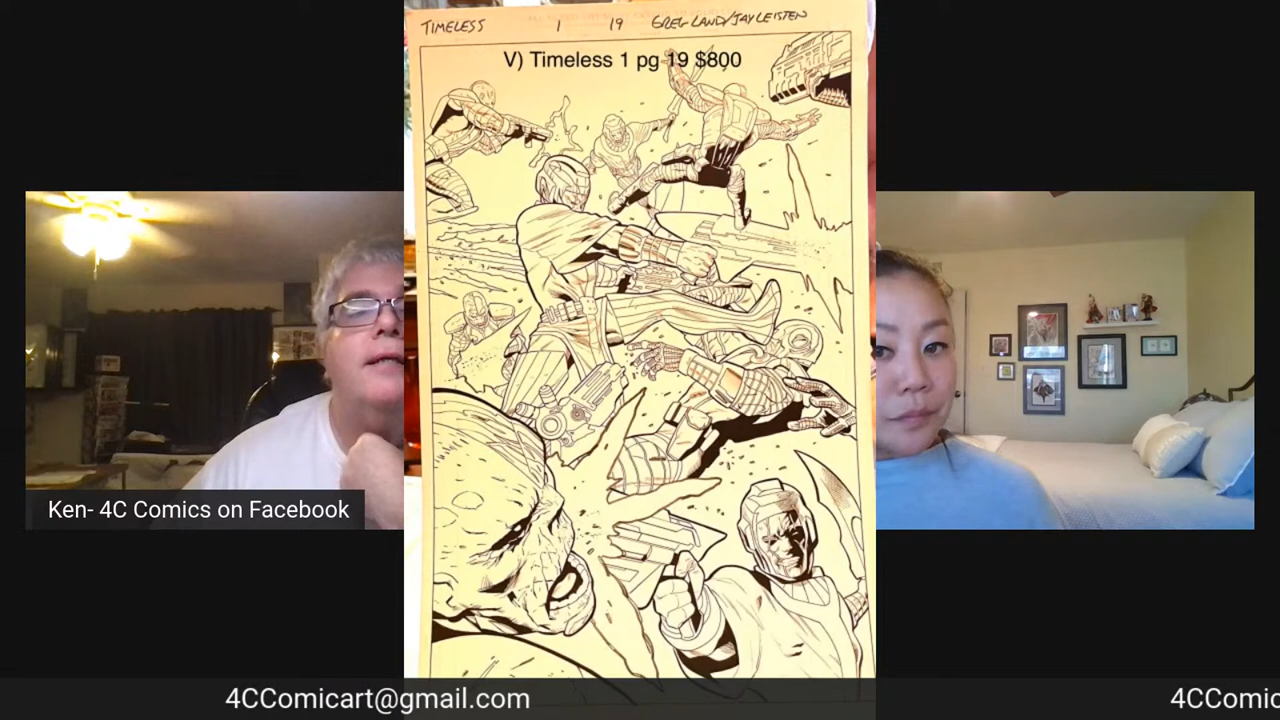 TIMELESS 1 19 GREG LAND/JAY LEISTEN
V) Timeless 1 pg 19 $800
Ken- 4C Comics on Facebook
4CComicart@gmail.com
4CComic